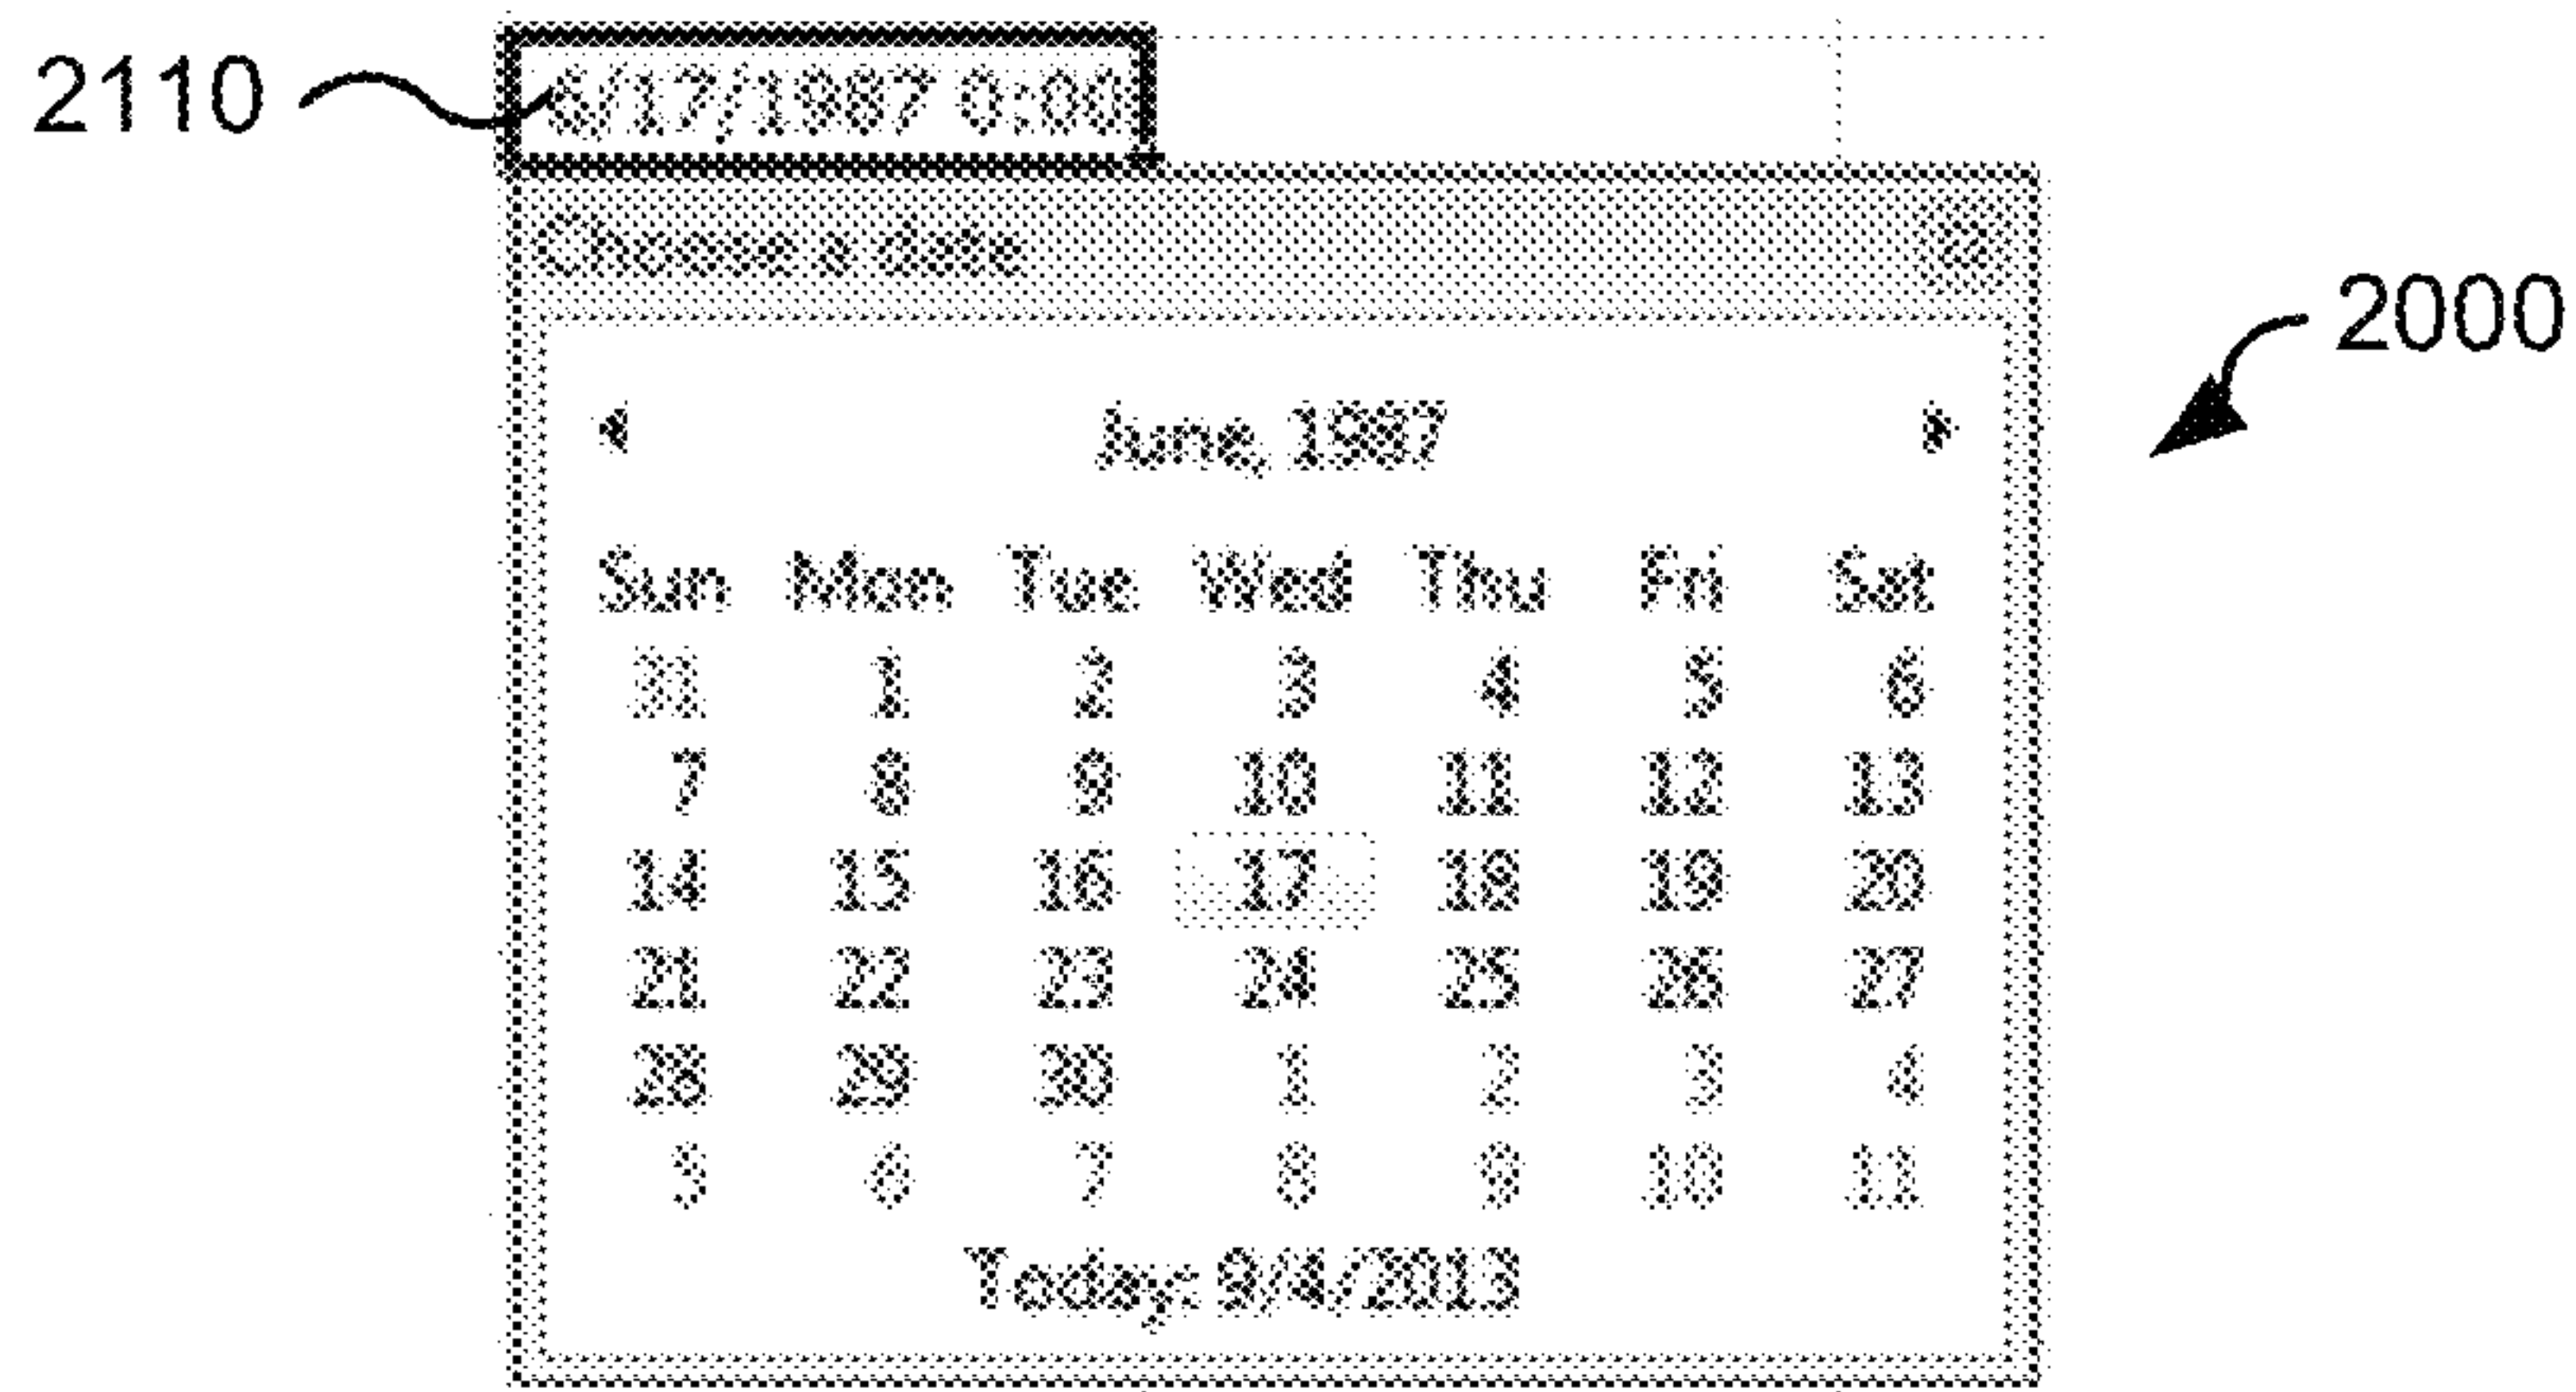 2110
6/17/1987 0:00
Choose a date
2000
June, 1987
Sun Mon Tue Wed Thu Fri Sat
31 1 2 3 4 5 6
7 8 9 10 11 12 13
14 15 16 17 18 19 20
21 22 23 24 25 26 27
28 29 30 1 2 3 4
5 6 7 8 9 10 11
Today: 9/4/2013